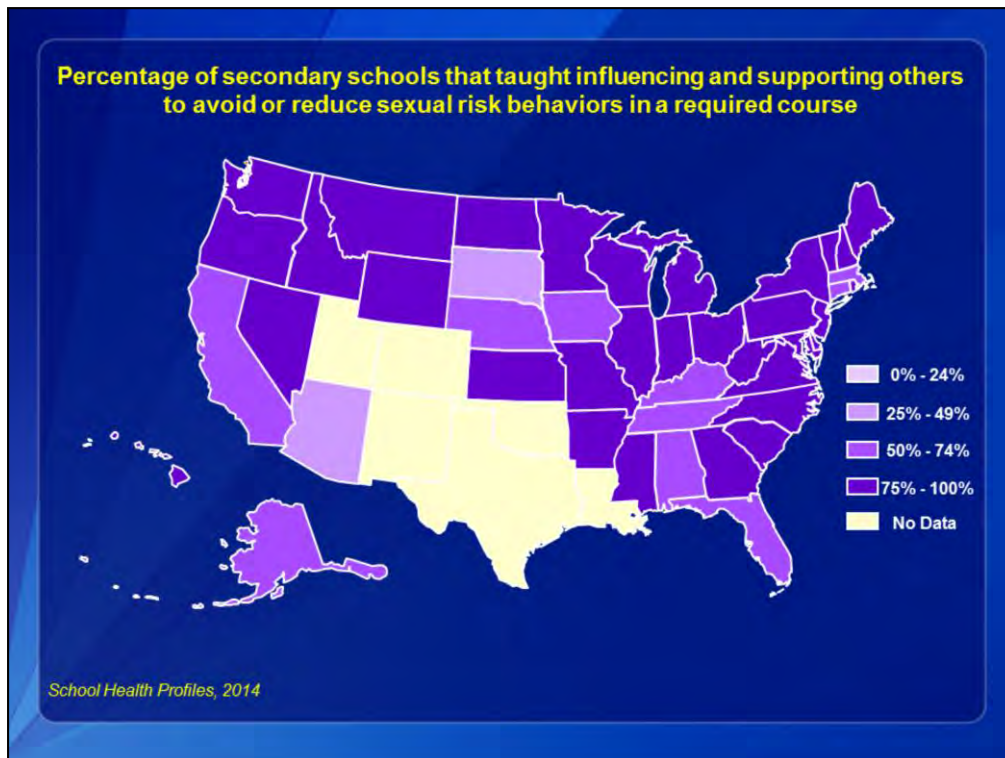 Percentage of secondary schools that taught influencing and supporting others
to avoid or reduce sexual risk behaviors in a required course
0% - 24%
25% - 49%
50% - 74%
75% - 100%
No Data
School Health Profiles, 2014